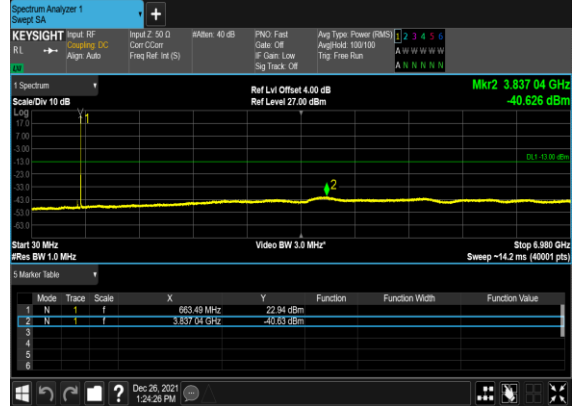 Spectrum Analyzer 1
Swept SA
+
KEYSIGHT Input: RF Input Z: 50 Ω #Atten: 40 dB PNO: Fast Avg Type: Power (RMS) 1 2 3 4 5 6
RL Coupling: DC Corr CCorr Gate: Off Avg|Hold: 100/100 A W W W W W
Align: Auto Freq Ref: Int (S) IF Gain: Low Trig: Free Run A N N N N N
Sig Track: Off
1 Spectrum Ref Lvl Offset 4.00 dB Mkr2 3.837 04 GHz
Scale/Div 10 dB Ref Level 27.00 dBm -40.626 dBm
Log
17.0
7.00
-3.00
-13.0
-23.0
-33.0
-43.0
-53.0
-63.0
1
DL1 -13.00 dBm
2
Start 30 MHz Video BW 3.0 MHz* Stop 6.980 GHz
#Res BW 1.0 MHz Sweep ~14.2 ms (40001 pts)
5 Marker Table
Mode Trace Scale X Y Function Function Width Function Value
1 N 1 f 663.49 MHz 22.94 dBm
2 N 1 f 3.837 04 GHz -40.63 dBm
3
4
5
6
? Dec 26, 2021
1:24:26 PM